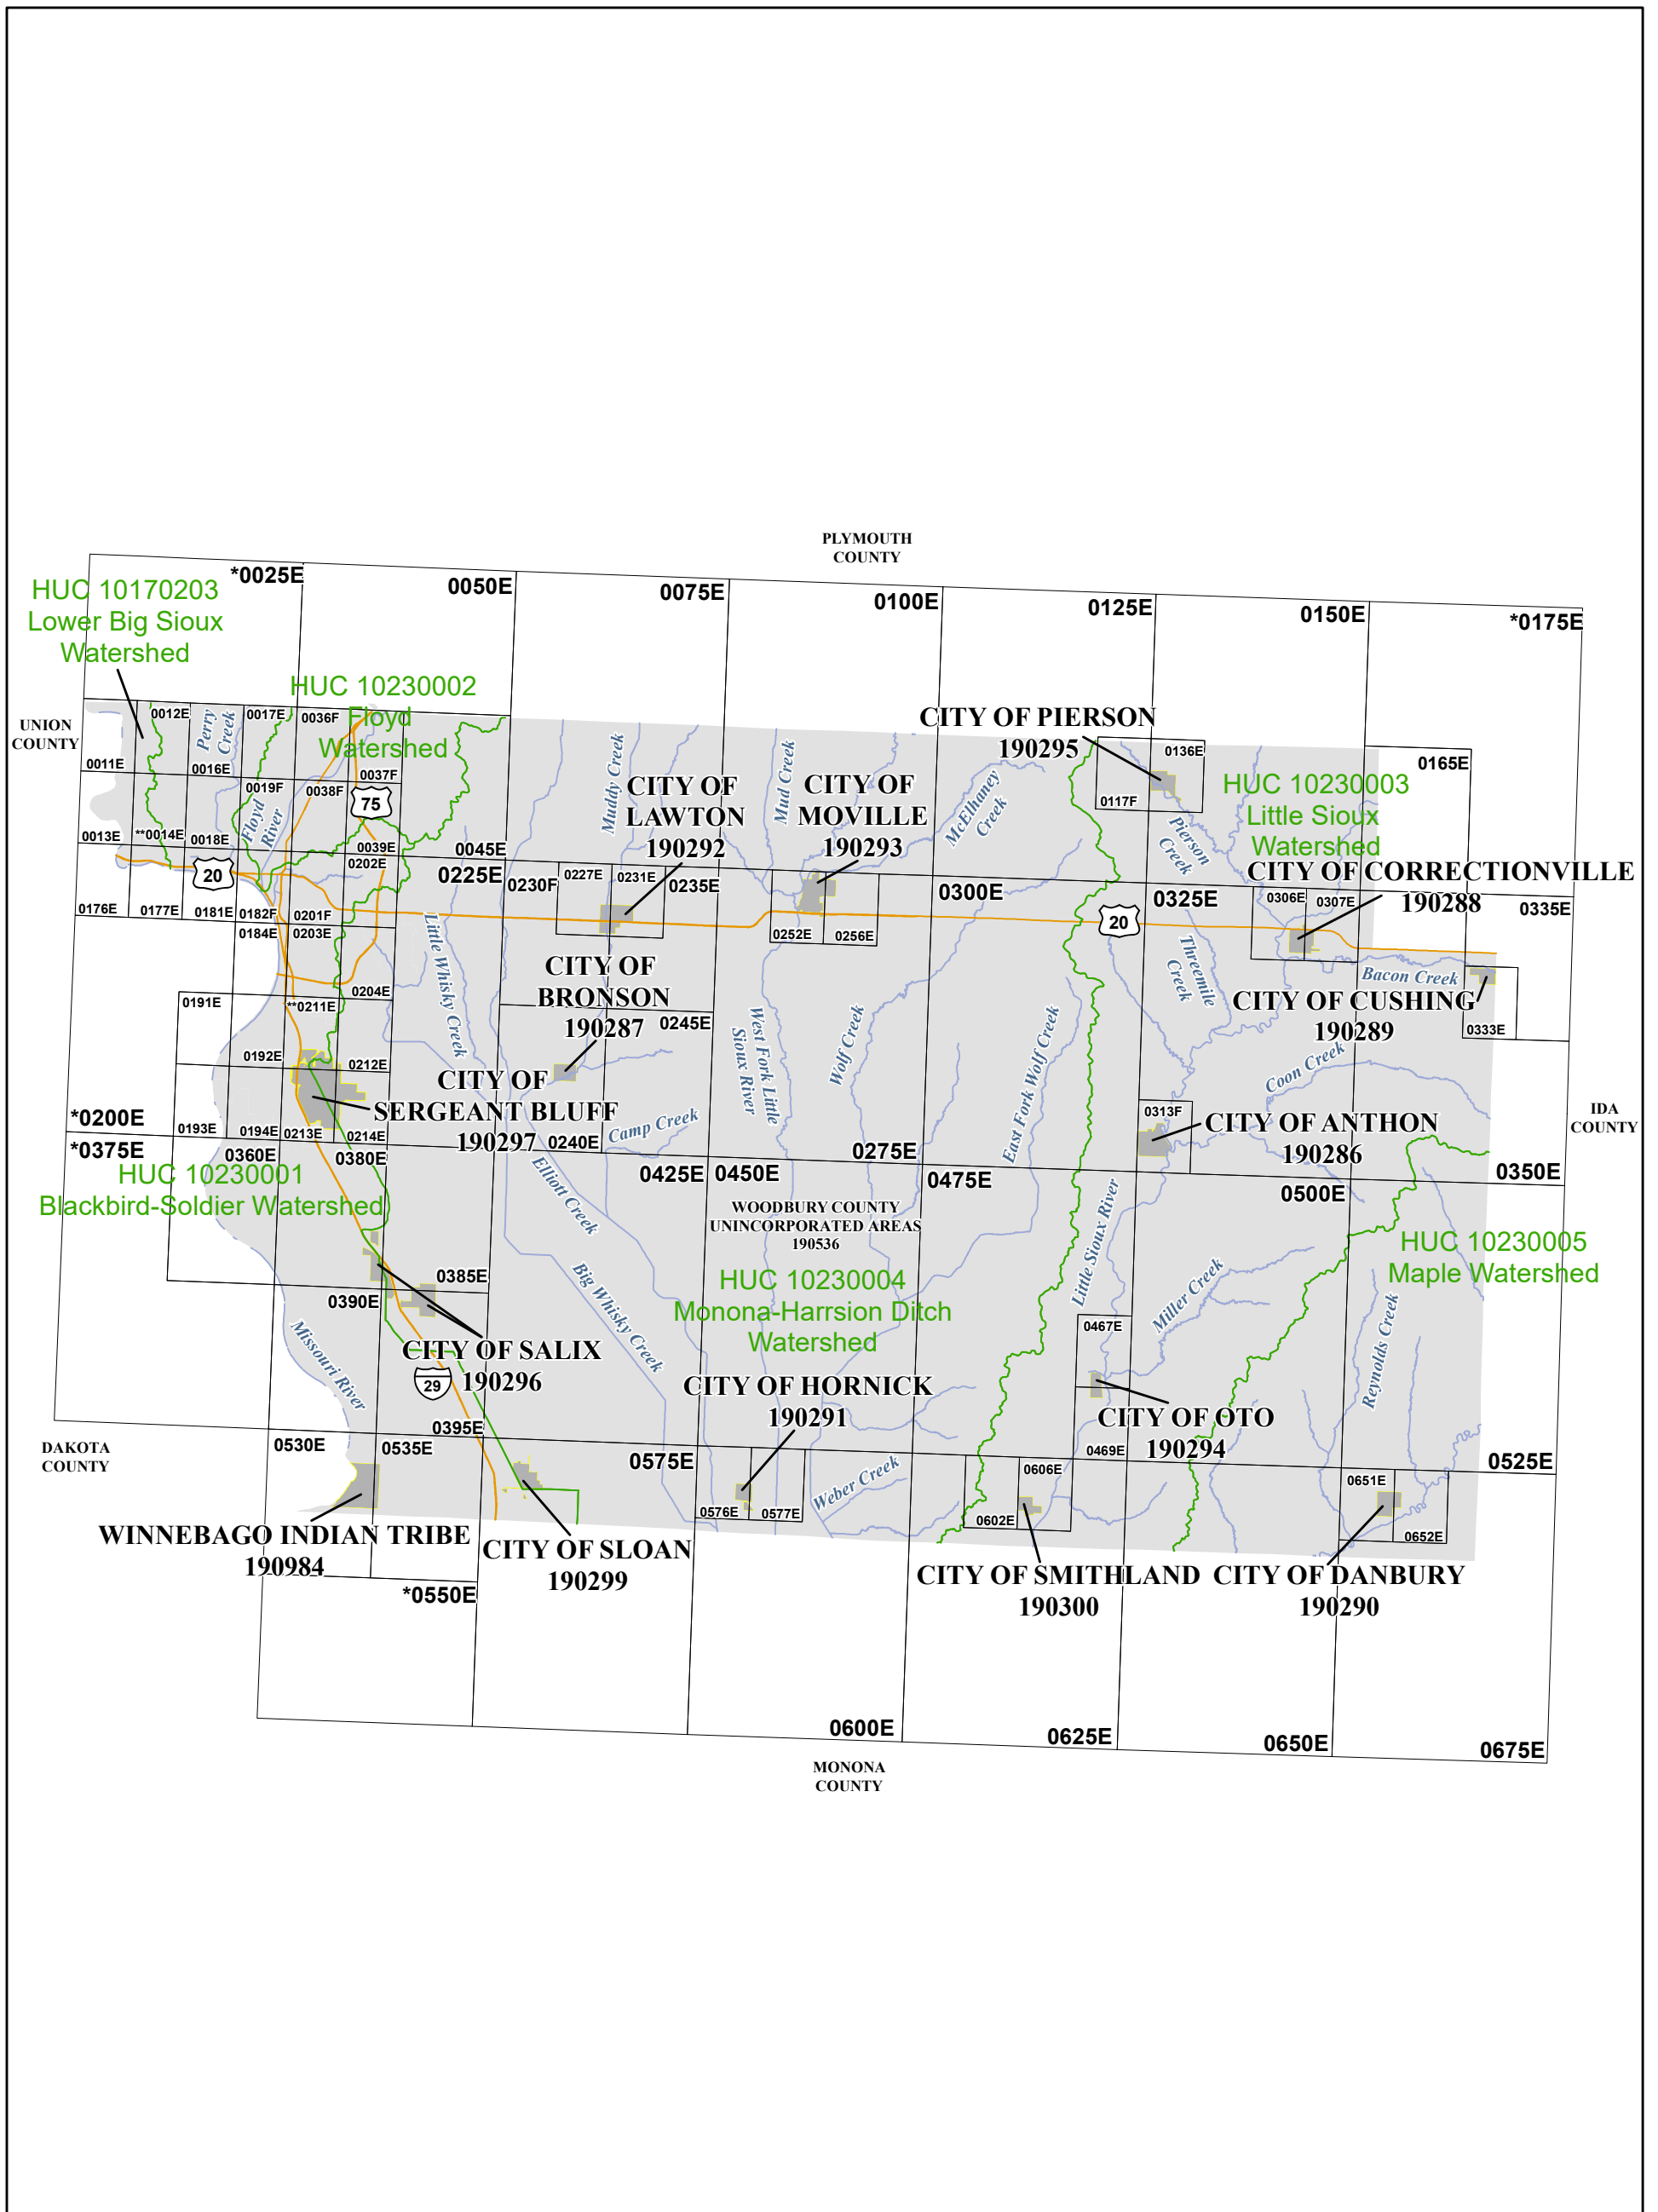 PLYMOUTH
COUNTY
*0025E
0050E
0075E
0100E
0125E
0150E
*0175E
HUC 10170203
Lower Big Sioux
Watershed
HUC 10230002
Floyd
Watershed
UNION
COUNTY
0012E
Perry
Creek
0017E
0036F
0011E
0016E
0037F
0019F
0038F
75
Floyd
River
0013E
**0014E
0018E
0039E
0045E
Muddy Creek
CITY OF
LAWTON
190292
Mud Creek
CITY OF
MOVILLE
190293
McElhaney
Creek
CITY OF PIERSON
190295
0136E
0117F
Pierson
Creek
0165E
HUC 10230003
Little Sioux
Watershed
CITY OF CORRECTIONVILLE
190288
20
0202E
0225E
0230F
0227E
0231E
0235E
0300E
0325E
0306E
0307E
0335E
0176E
0177E
0181E
0182F
0201F
0184E
0203E
0252E
0256E
20
Little Whisky Creek
CITY OF
BRONSON
190287
0245E
West Fork Little
Sioux River
Wolf Creek
East Fork Wolf Creek
Threemile
Creek
Bacon Creek
CITY OF CUSHING
190289
0333E
0191E
0204E
**0211E
0192E
0212E
CITY OF
SERGEANT BLUFF
190297
0240E
Camp Creek
Coon Creek
0313F
CITY OF ANTHON
190286
IDA
COUNTY
*0200E
0193E
0194E
0213E
0214E
*0375E
0360E
0380E
HUC 10230001
Blackbird-Soldier Watershed
0425E
0450E
0275E
0475E
0500E
0350E
Elliott Creek
WOODBURY COUNTY
UNINCORPORATED AREAS
190536
Little Sioux River
HUC 10230005
Maple Watershed
HUC 10230004
Monona-Harrsion Ditch
Watershed
0385E
0390E
Big Whisky Creek
Miller Creek
Reynolds Creek
0467E
Missouri River
CITY OF SALIX
190296
29
CITY OF HORNICK
190291
CITY OF OTO
190294
0395E
DAKOTA
COUNTY
0530E
0535E
0575E
0576E
0577E
Weber Creek
0469E
0606E
0602E
0525E
0651E
0652E
WINNEBAGO INDIAN TRIBE
190984
CITY OF SLOAN
190299
CITY OF SMITHLAND
190300
CITY OF DANBURY
190290
*0550E
0600E
0625E
0650E
0675E
MONONA
COUNTY